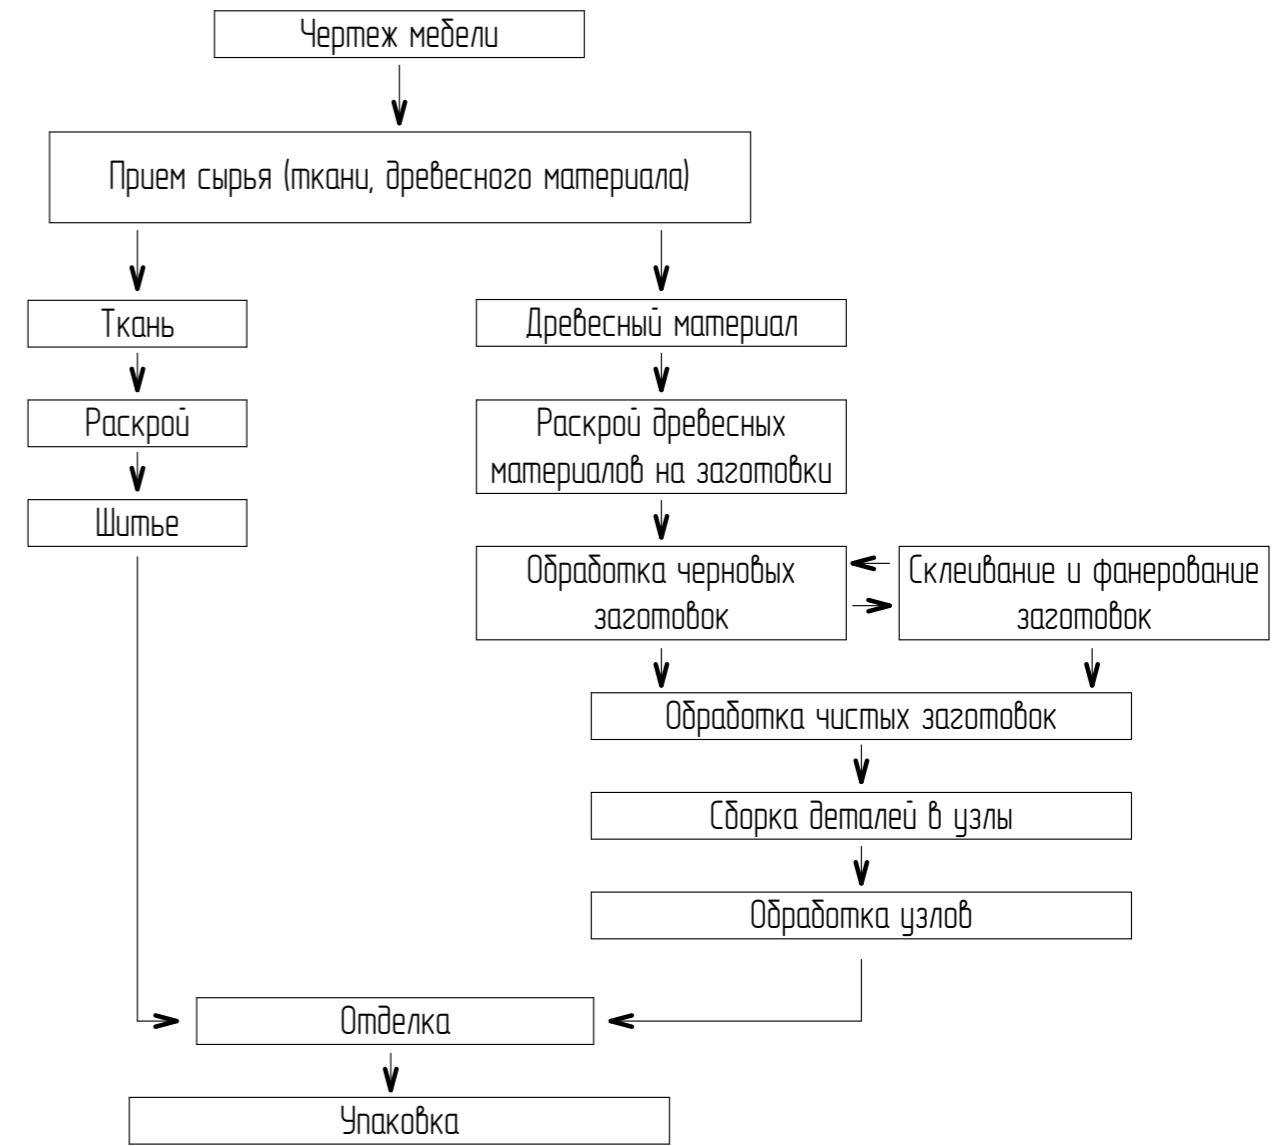 Чертеж мебели
Прием сырья (ткани, древесного материала)
Ткань
Древесный материал
Раскрой
Раскрой древесных
материалов на заготовки
Шитье
Обработка черновых
заготовок
Склеивание и фанерование
заготовок
Обработка чистых заготовок
Сборка деталей в узлы
Обработка узлов
Отделка
Упаковка